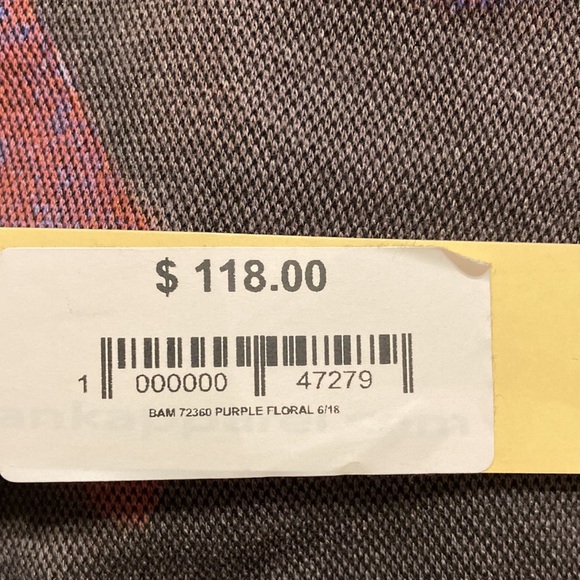 $ 118.00
1 000000 47279
BAM 72360 PURPLE FLORAL 6/18